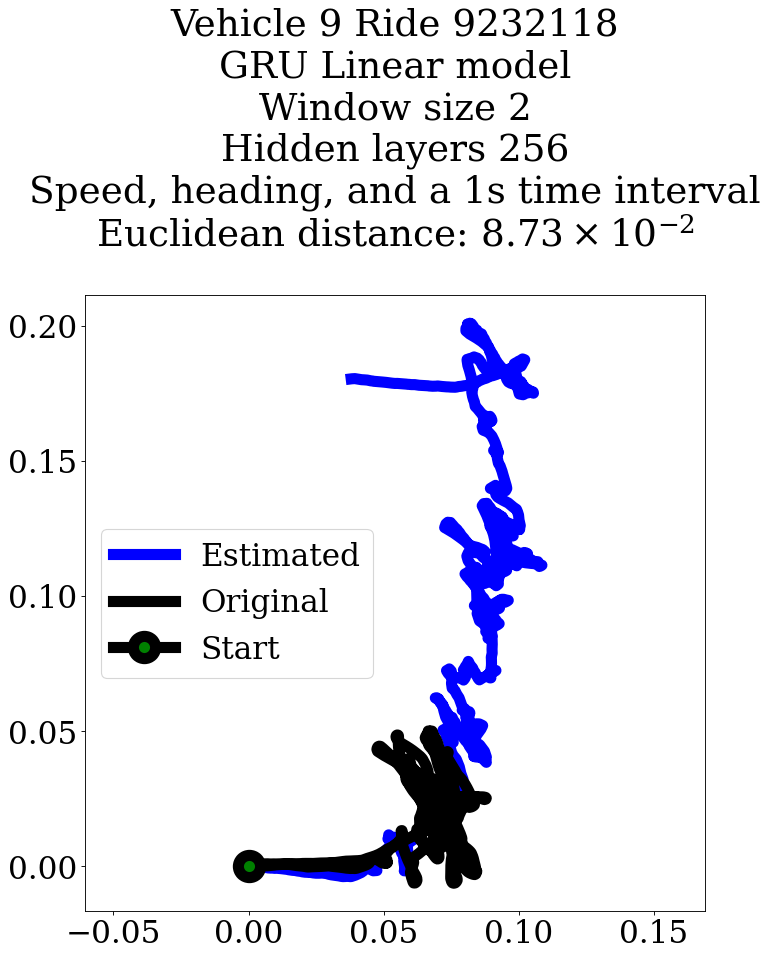 Vehicle 9 Ride 9232118
GRU Linear model
Window size 2
Hidden layers 256
Speed, heading, and a 1s time interval
Euclidean distance: 8.73 × 10⁻²
0.20
0.15
0.10
0.05
0.00
Estimated
Original
Start
−0.05 0.00 0.05 0.10 0.15